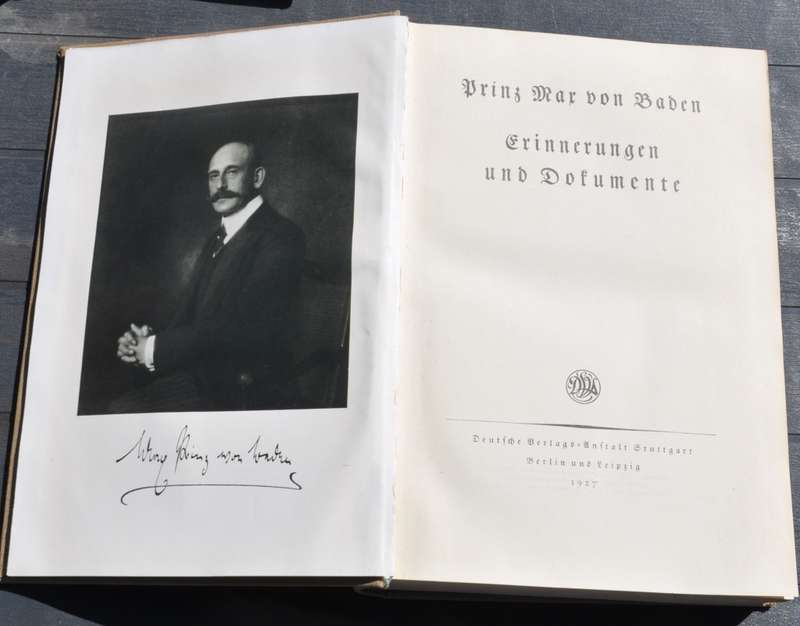 Max Prinz von Baden
Prinz Max von Baden
Erinnerungen
und Dokumente
DVA
Deutsche Verlags-Anstalt Stuttgart
Berlin und Leipzig
1927